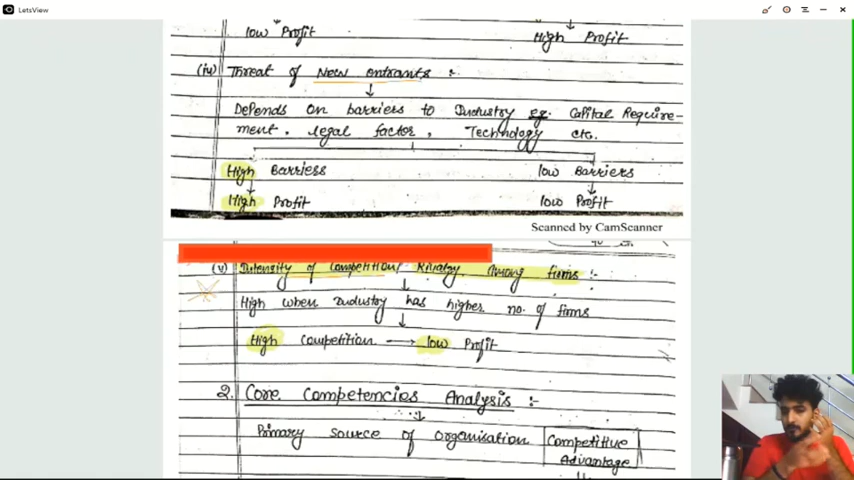 LetsView
low Profit
High Profit
(iv) Threat of New entrants :-
Depends on barriers to Industry eg. Capital Require-
ment, legal factor, Technology etc.
High Barriess
low Barriers
High Profit
low Profit
Scanned by CamScanner
(v) Intensity of Competition/ Rivalry Among firms :-
High when Industry has higher no. of firms
High Competition → low Profit
2. Core Competencies Analysis :-
Primary source of organisation Competitive
Advantage